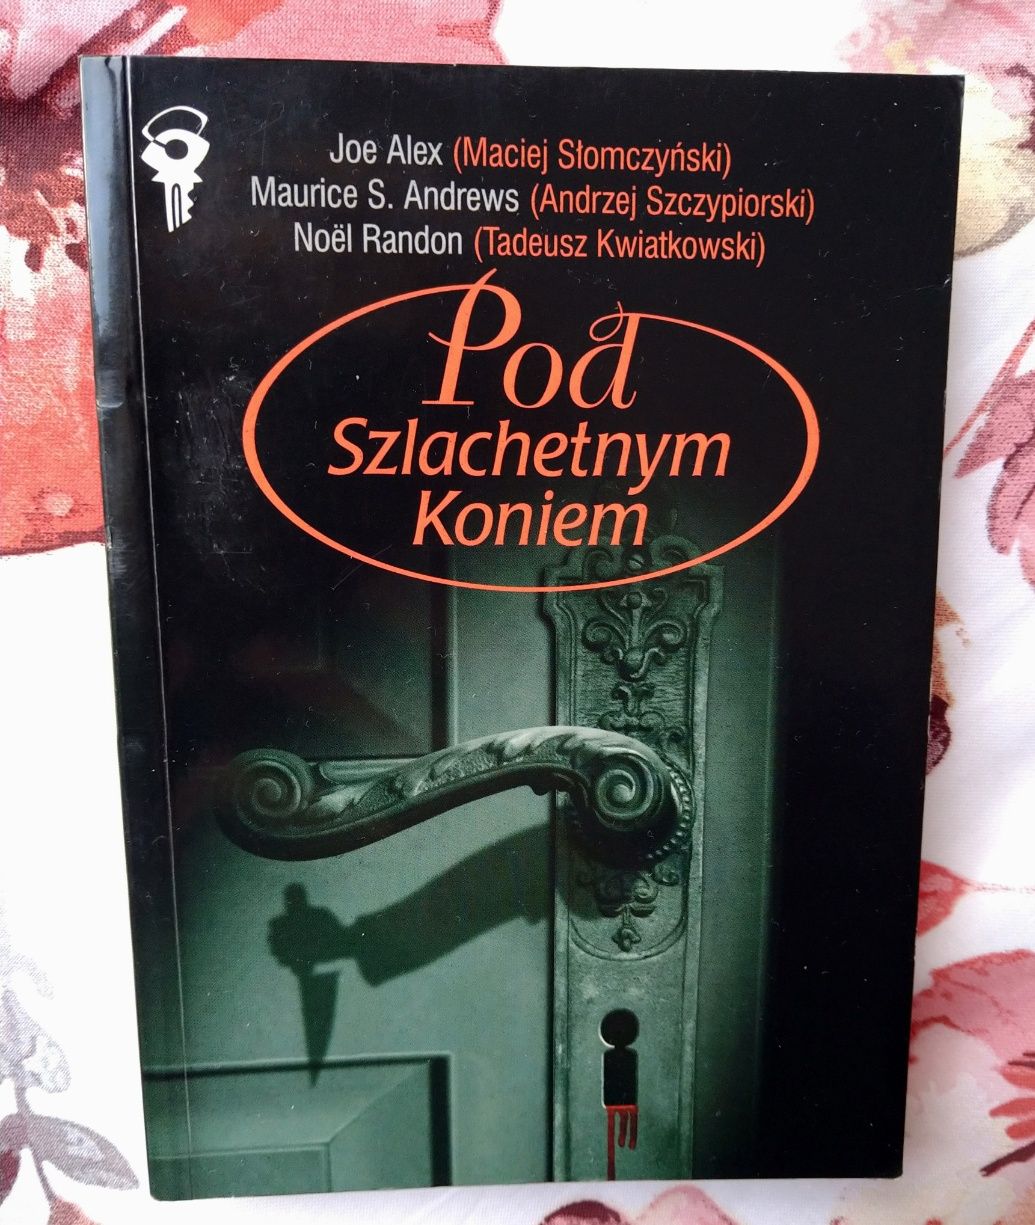 Joe Alex (Maciej Słomczyński)
Maurice S. Andrews (Andrzej Szczypiorski)
Noël Randon (Tadeusz Kwiatkowski)
Pod
Szlachetnym
Koniem